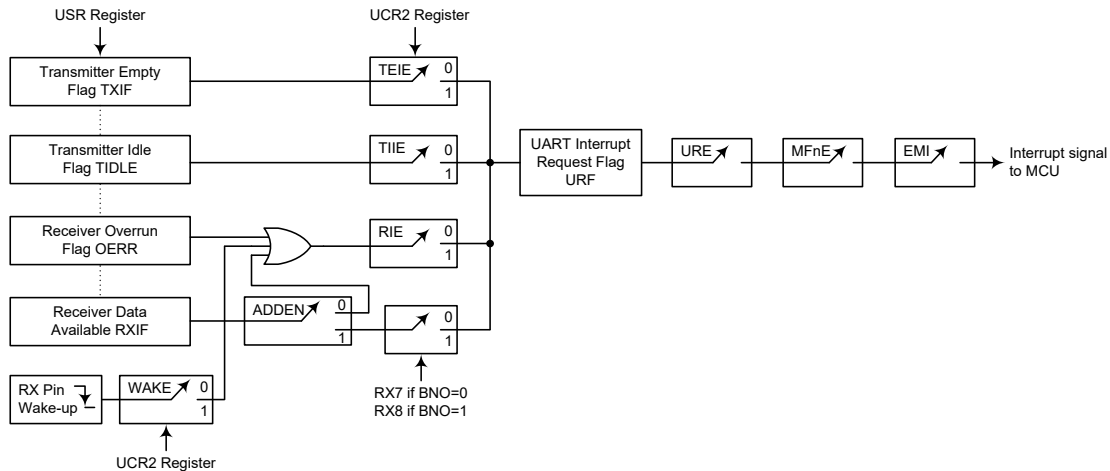 USR Register
UCR2 Register
Transmitter Empty
Flag TXIF
TEIE
0
1
Transmitter Idle
Flag TIDLE
TIIE
0
1
UART Interrupt
Request Flag
URF
URE
MFnE
EMI
Interrupt signal
to MCU
Receiver Overrun
Flag OERR
RIE
0
1
Receiver Data
Available RXIF
ADDEN
0
1
0
1
RX7 if BNO=0
RX8 if BNO=1
RX Pin
Wake-up
WAKE
0
1
UCR2 Register